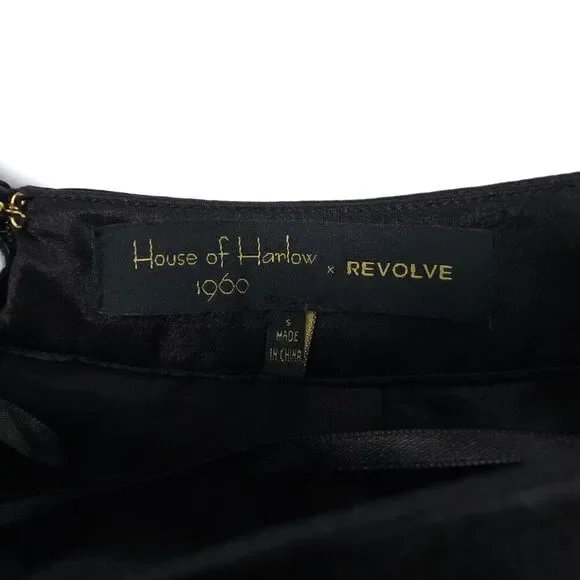 House of Harlow × REVOLVE
1960
S
MADE
IN CHINA